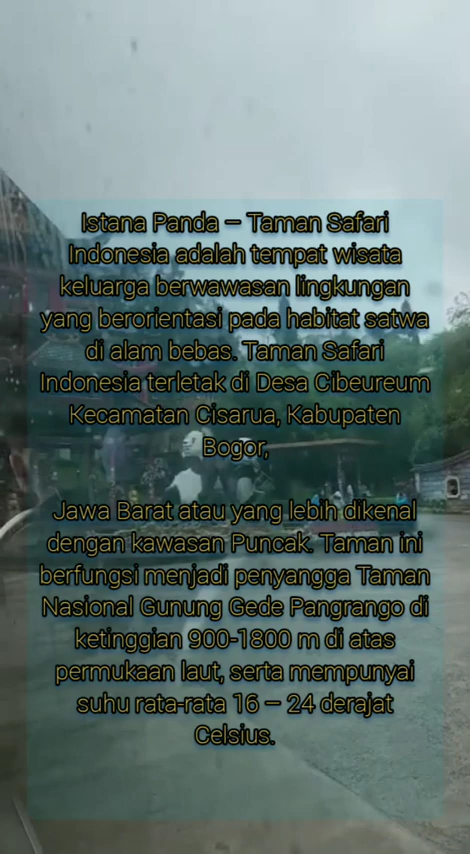 Istana Panda – Taman Safari
Indonesia adalah tempat wisata
keluarga berwawasan lingkungan
yang berorientasi pada habitat satwa
di alam bebas. Taman Safari
Indonesia terletak di Desa Cibeureum
Kecamatan Cisarua, Kabupaten
Bogor,
Jawa Barat atau yang lebih dikenal
dengan kawasan Puncak. Taman ini
berfungsi menjadi penyangga Taman
Nasional Gunung Gede Pangrango di
ketinggian 900-1800 m di atas
permukaan laut, serta mempunyai
suhu rata-rata 16 – 24 derajat
Celsius.